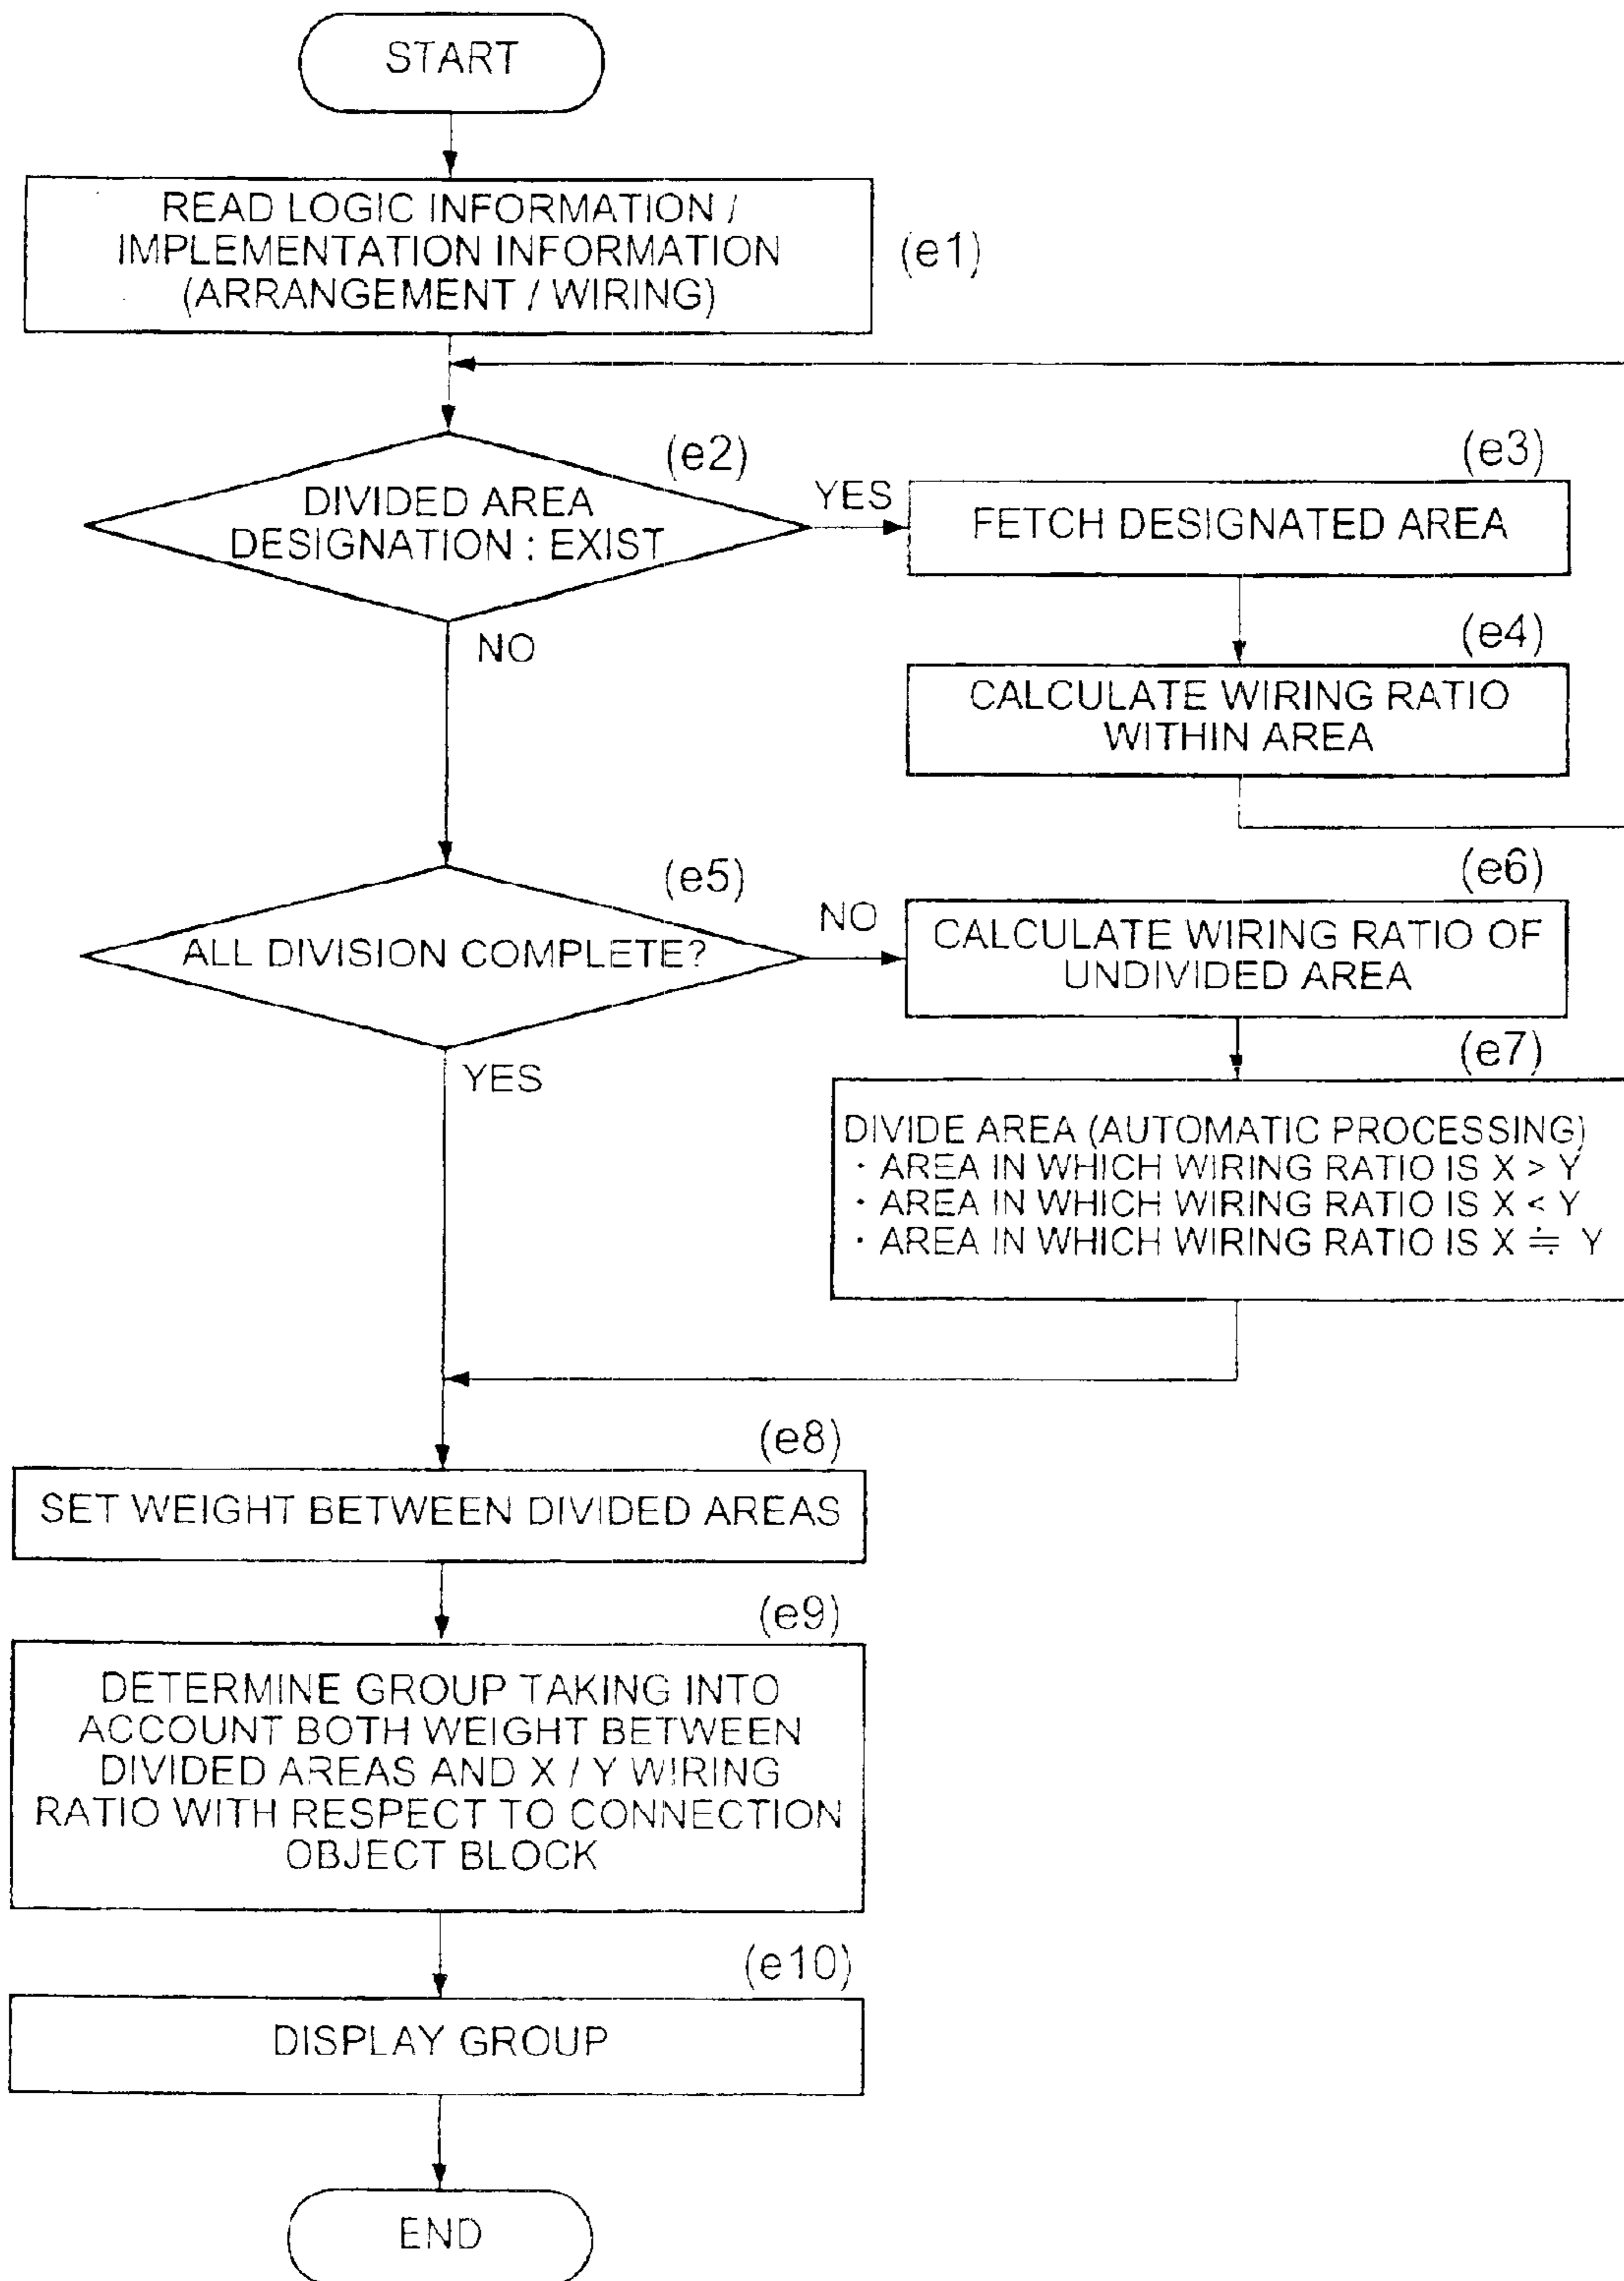 START
READ LOGIC INFORMATION /
IMPLEMENTATION INFORMATION
(ARRANGEMENT / WIRING)
(e1)
(e2)
DIVIDED AREA
DESIGNATION : EXIST
YES
NO
(e3)
FETCH DESIGNATED AREA
(e4)
CALCULATE WIRING RATIO
WITHIN AREA
(e5)
ALL DIVISION COMPLETE?
NO
YES
(e6)
CALCULATE WIRING RATIO OF
UNDIVIDED AREA
(e7)
DIVIDE AREA (AUTOMATIC PROCESSING)
· AREA IN WHICH WIRING RATIO IS X > Y
· AREA IN WHICH WIRING RATIO IS X < Y
· AREA IN WHICH WIRING RATIO IS X ≒ Y
(e8)
SET WEIGHT BETWEEN DIVIDED AREAS
(e9)
DETERMINE GROUP TAKING INTO
ACCOUNT BOTH WEIGHT BETWEEN
DIVIDED AREAS AND X / Y WIRING
RATIO WITH RESPECT TO CONNECTION
OBJECT BLOCK
(e10)
DISPLAY GROUP
END